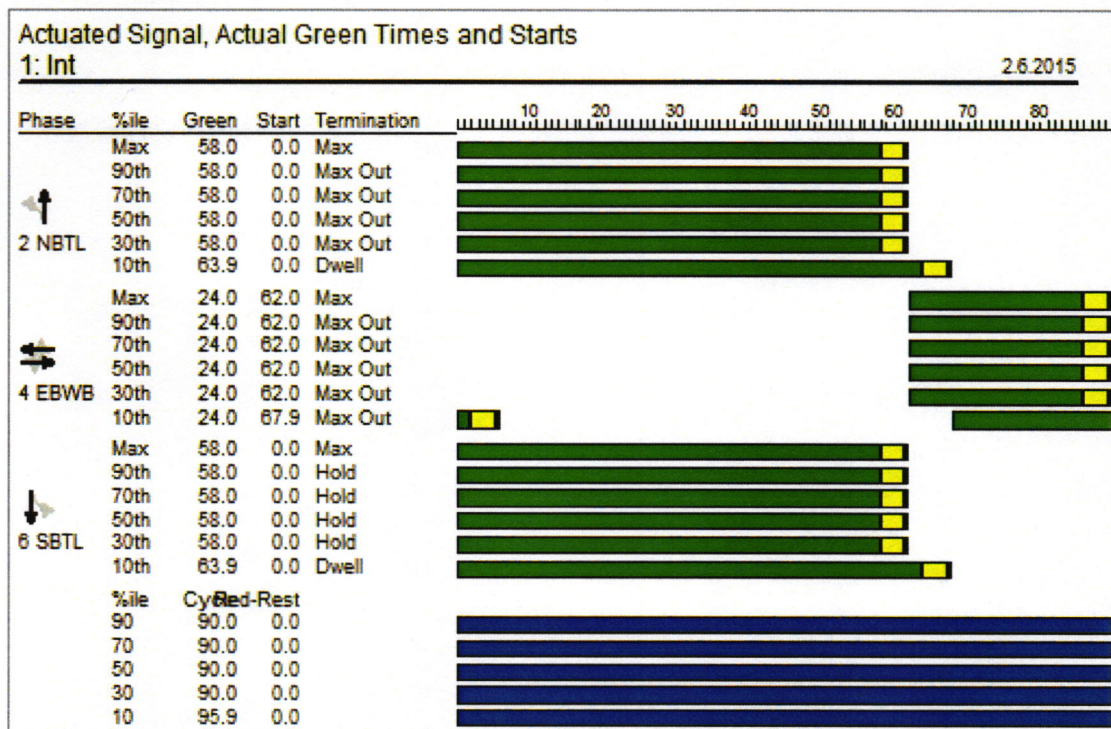 Actuated Signal, Actual Green Times and Starts
1: Int 2.6.2015
Phase %ile Green Start Termination 10 20 30 40 50 60 70 80
Max 58.0 0.0 Max
90th 58.0 0.0 Max Out
70th 58.0 0.0 Max Out
50th 58.0 0.0 Max Out
2 NBTL 30th 58.0 0.0 Max Out
10th 63.9 0.0 Dwell
Max 24.0 62.0 Max
90th 24.0 62.0 Max Out
70th 24.0 62.0 Max Out
50th 24.0 62.0 Max Out
4 EBWB 30th 24.0 62.0 Max Out
10th 24.0 67.9 Max Out
Max 58.0 0.0 Max
90th 58.0 0.0 Hold
70th 58.0 0.0 Hold
50th 58.0 0.0 Hold
6 SBTL 30th 58.0 0.0 Hold
10th 63.9 0.0 Dwell
%ile Cycle Red-Rest
90 90.0 0.0
70 90.0 0.0
50 90.0 0.0
30 90.0 0.0
10 95.9 0.0